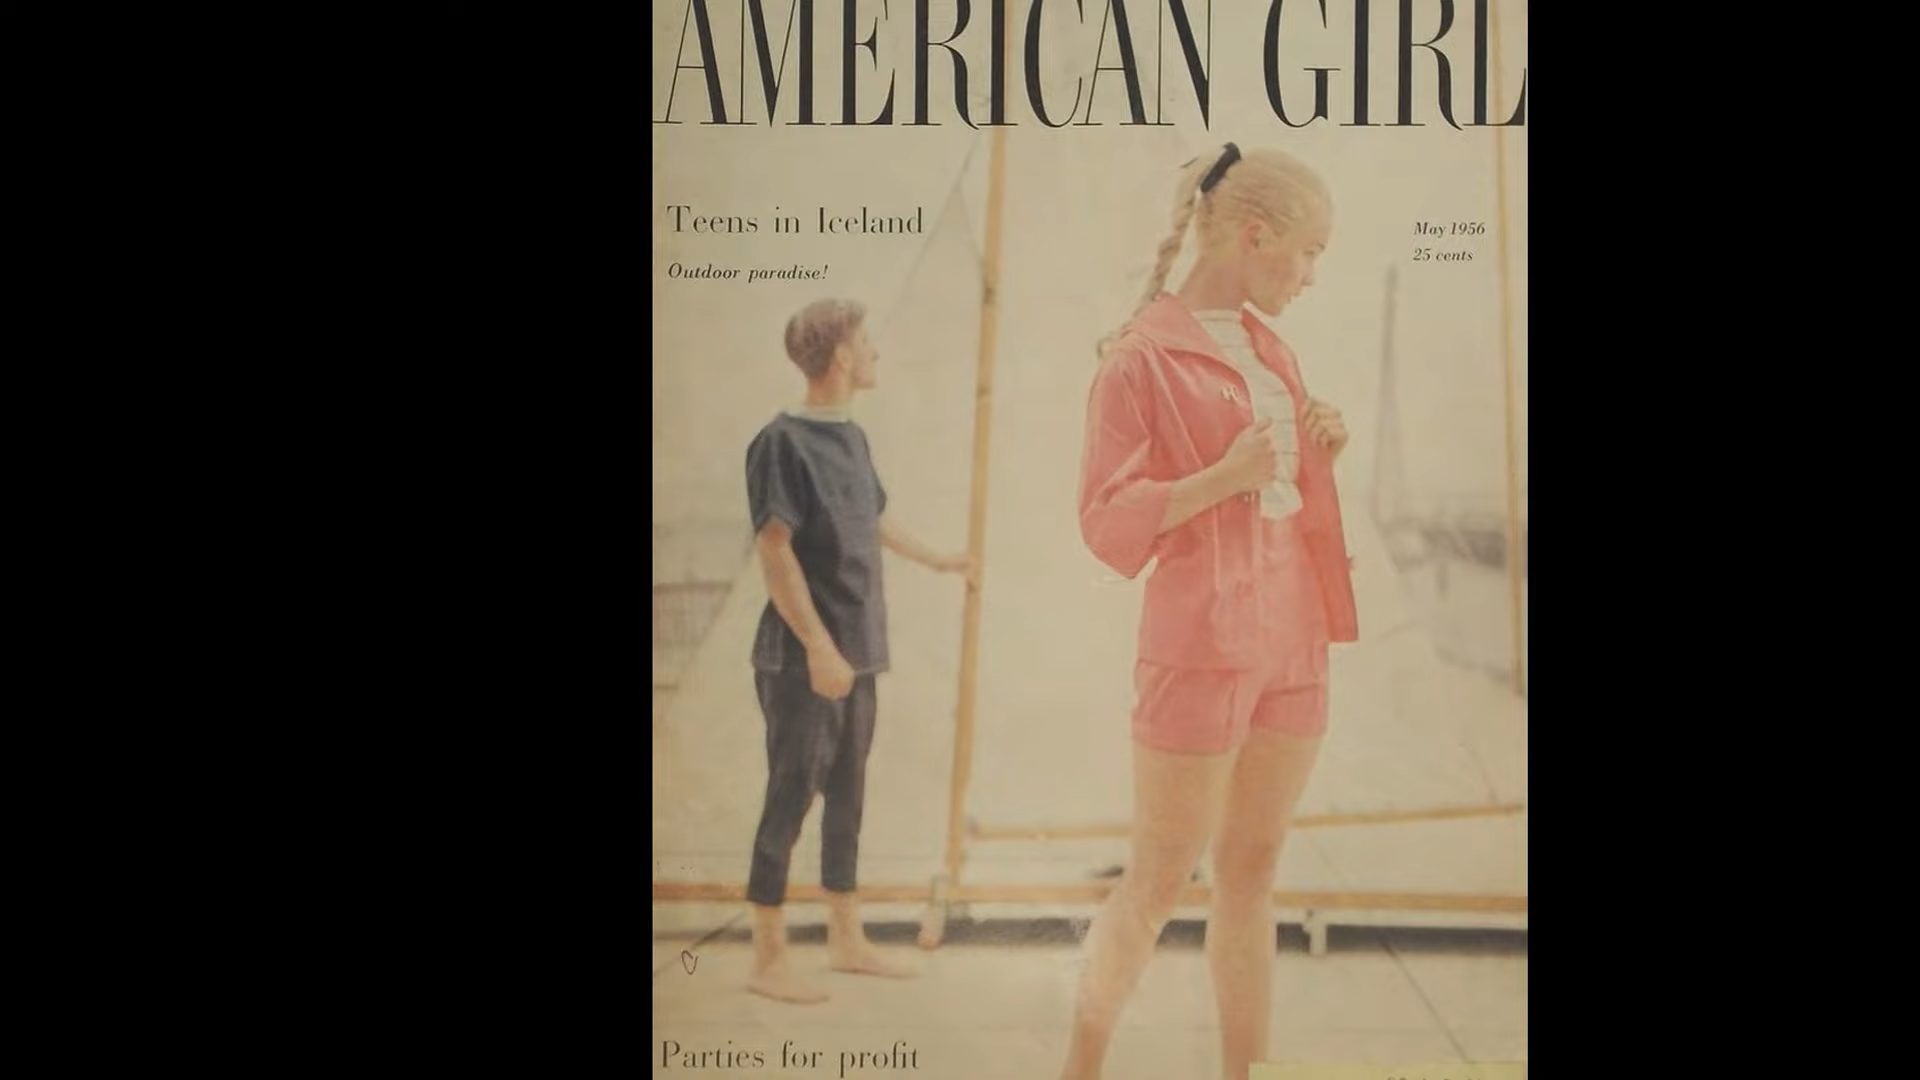 AMERICAN GIRL
Teens in Iceland
Outdoor paradise!
May 1956
25 cents
Parties for profit